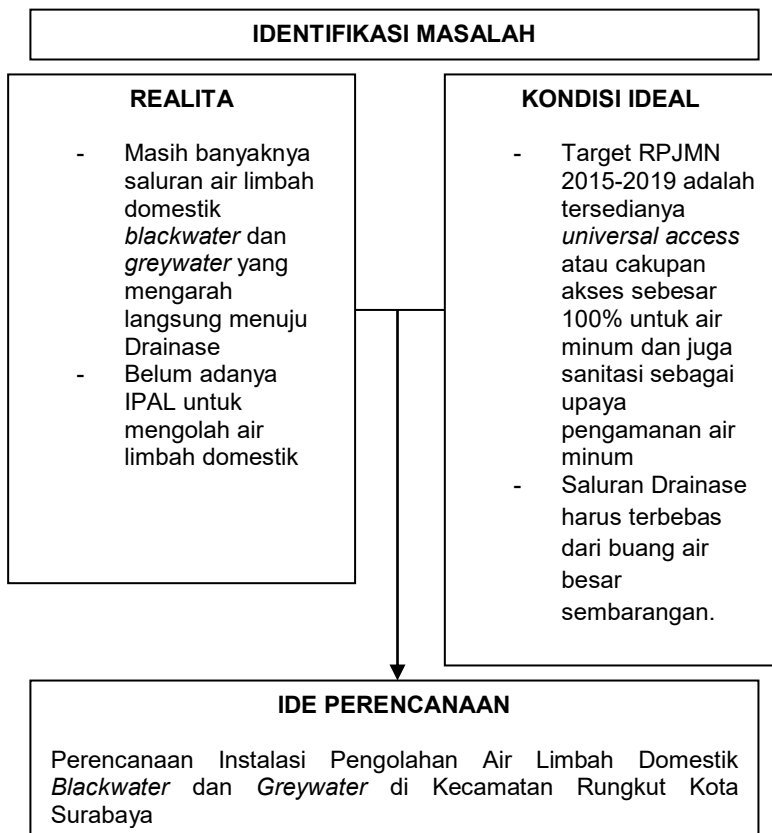 IDENTIFIKASI MASALAH
REALITA
- Masih banyaknya
saluran air limbah
domestik
blackwater dan
greywater yang
mengarah
langsung menuju
Drainase
- Belum adanya
IPAL untuk
mengolah air
limbah domestik
KONDISI IDEAL
- Target RPJMN
2015-2019 adalah
tersedianya
universal access
atau cakupan
akses sebesar
100% untuk air
minum dan juga
sanitasi sebagai
upaya
pengamanan air
minum
- Saluran Drainase
harus terbebas
dari buang air
besar
sembarangan.
IDE PERENCANAAN
Perencanaan Instalasi Pengolahan Air Limbah Domestik
Blackwater dan Greywater di Kecamatan Rungkut Kota
Surabaya